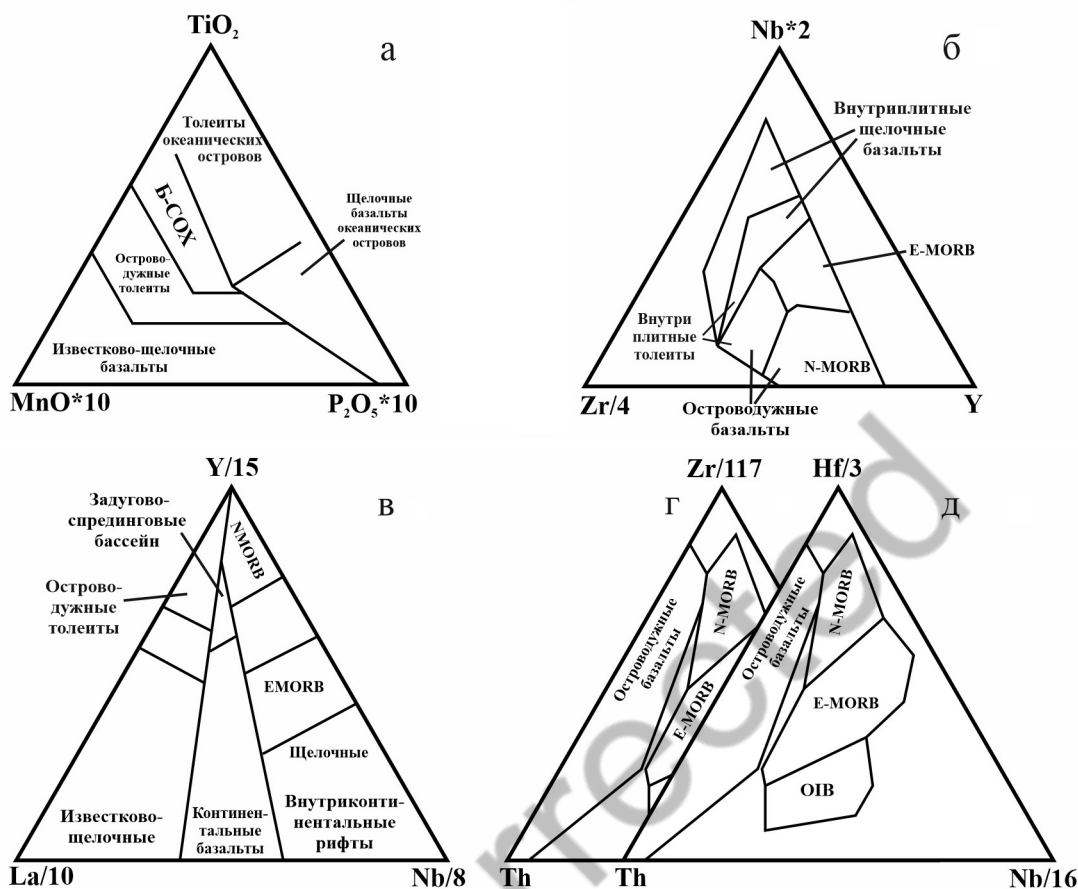 TiO₂
а
Толеиты
океанических
островов
Б-СОХ
Щелочные
базальты
океанических
островов
Острово-
дужные
толеиты
Известково-щелочные
базальты
MnO*10
P₂O₅*10
Nb*2
б
Внутриплитные
щелочные
базальты
E-MORB
Внутри
плитные
толеиты
N-MORB
Zr/4
Островодужные
базальты
Y
Y/15
в
Задугово-
спрединговые
бассейн
NMORB
Острово-
дужные
толеиты
EMORB
Щелочные
Известково-
щелочные
Континен-
тальные
базальты
Внутриконти-
нентальные
рифты
La/10
Nb/8
Zr/117
г
Островодужные
базальты
N-MORB
E-MORB
Th
Hf/3
д
Островодужные
базальты
N-MORB
E-MORB
OIB
Th
Nb/16
rrected